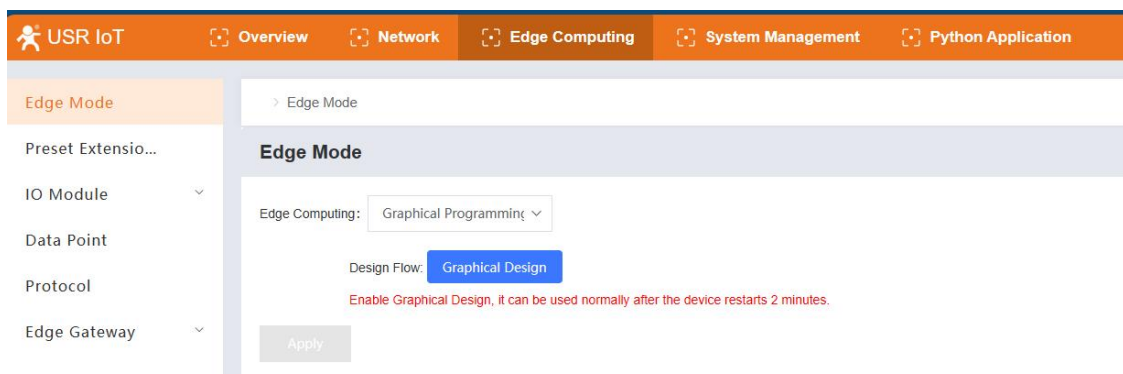 USR IoT
Overview
Network
Edge Computing
System Management
Python Application
Edge Mode
Preset Extensio...
IO Module
Data Point
Protocol
Edge Gateway
> Edge Mode
Edge Mode
Edge Computing: Graphical Programming
Design Flow: Graphical Design
Enable Graphical Design, it can be used normally after the device restarts 2 minutes.
Apply